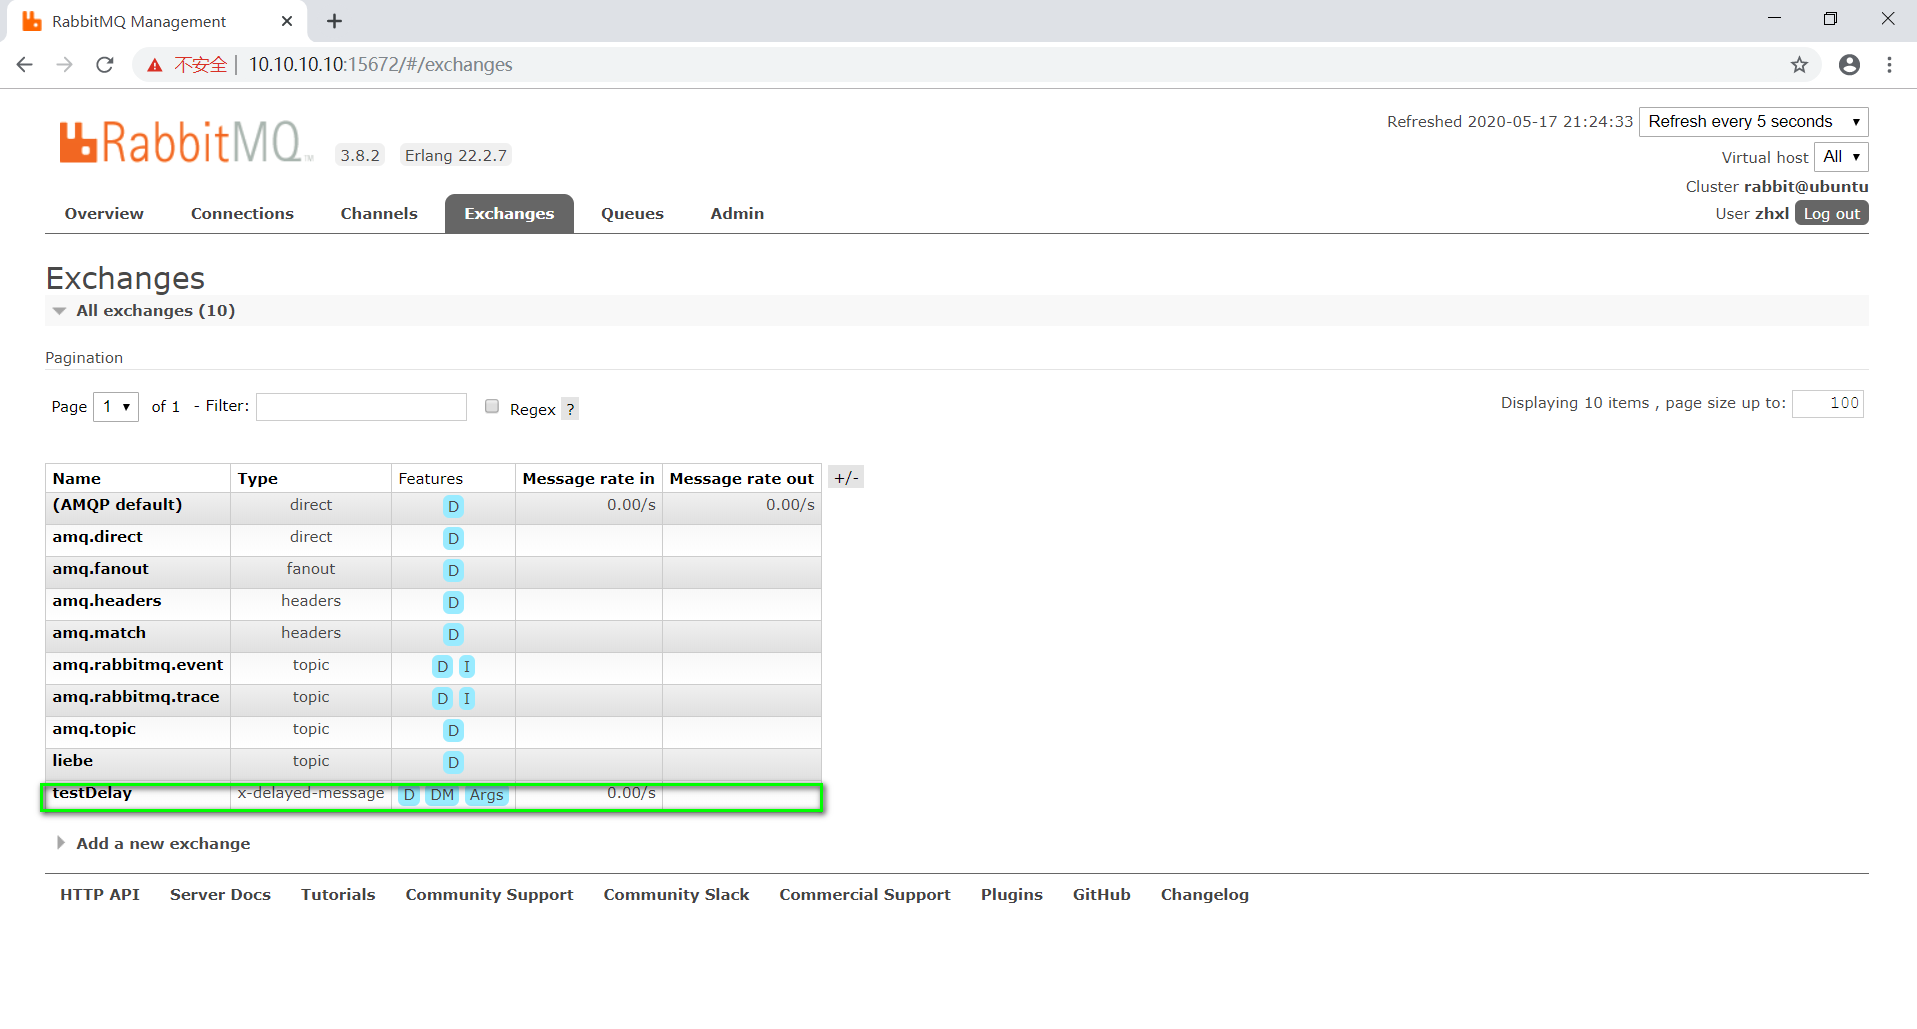 RabbitMQ Management
不安全 10.10.10.10:15672/#/exchanges
RabbitMQ TM 3.8.2 Erlang 22.2.7
Refreshed 2020-05-17 21:24:33 Refresh every 5 seconds
Virtual host All
Cluster rabbit@ubuntu
User zhxl Log out
Overview Connections Channels Exchanges Queues Admin
Exchanges
All exchanges (10)
Pagination
Page 1 of 1 - Filter: Regex ? Displaying 10 items , page size up to: 100
Name Type Features Message rate in Message rate out +/-
(AMQP default) direct D 0.00/s 0.00/s
amq.direct direct D
amq.fanout fanout D
amq.headers headers D
amq.match headers D
amq.rabbitmq.event topic D I
amq.rabbitmq.trace topic D I
amq.topic topic D
liebe topic D
testDelay x-delayed-message D DM Args 0.00/s
Add a new exchange
HTTP API Server Docs Tutorials Community Support Community Slack Commercial Support Plugins GitHub Changelog